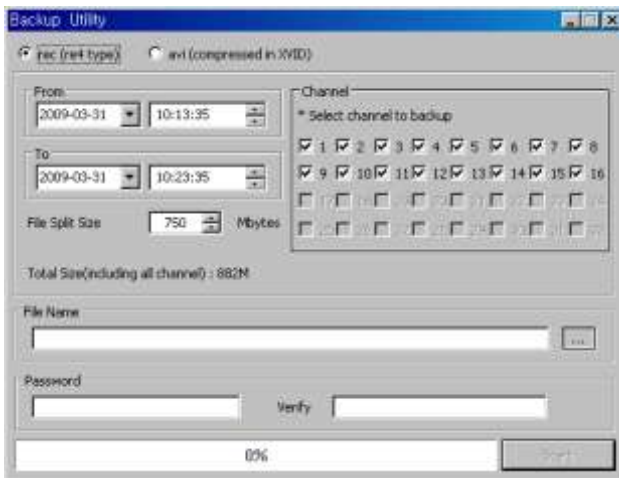 Backup Utility
rec (re4 type) avi (compressed in XVID)
From
2009-03-31 10:13:35
To
2009-03-31 10:23:35
File Split Size 750 Mbytes
Channel
* Select channel to backup
1 2 3 4 5 6 7 8
9 10 11 12 13 14 15 16
Total Size(including all channel) : 882M
File Name
...
Password
Verify
0%